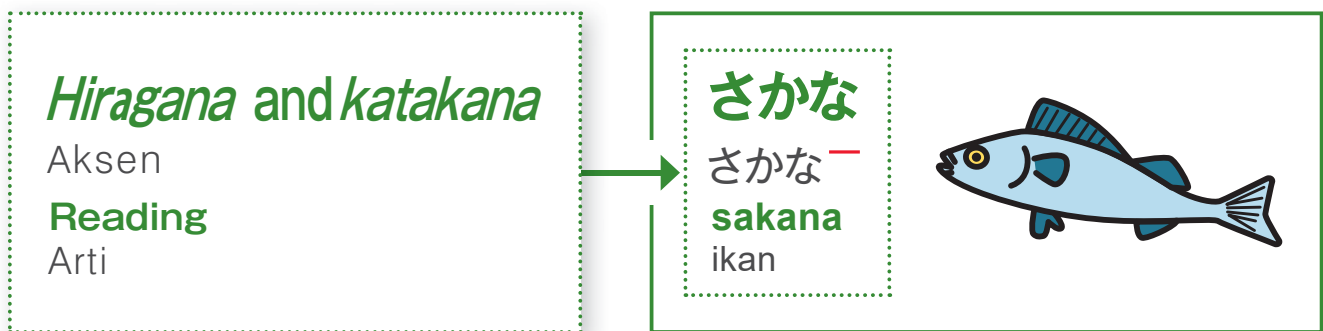 Hiragana and katakana
Aksen
Reading
Arti
さかな
さかな
sakana
ikan